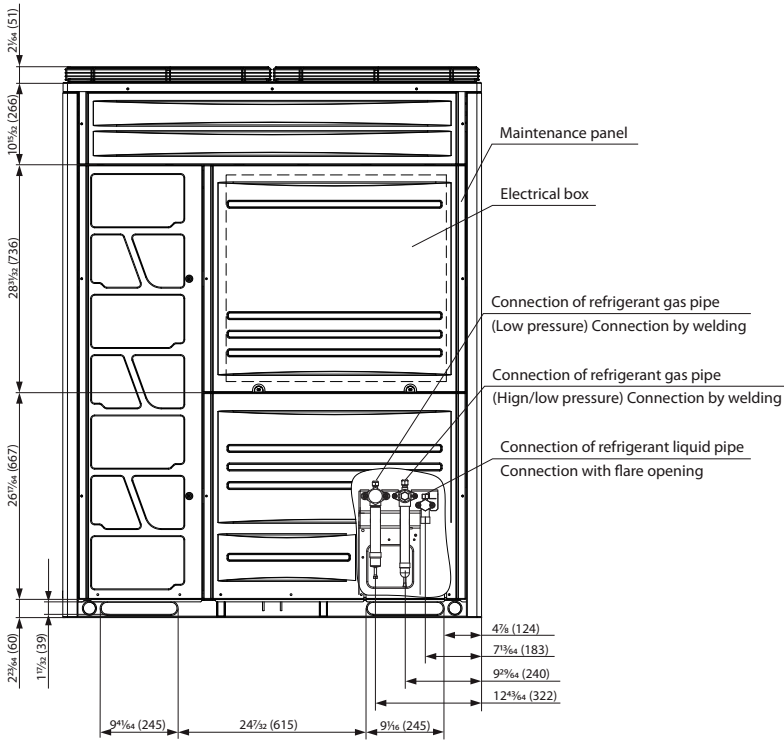 2⅟64 (51)
10¹⁵⁄₃₂ (266)
28³¹⁄₃₂ (736)
26¹⁷⁄₆₄ (667)
2²³⁄₆₄ (60)
1¹⁷⁄₃₂ (39)
Maintenance panel
Electrical box
Connection of refrigerant gas pipe
(Low pressure) Connection by welding
Connection of refrigerant gas pipe
(Hign/low pressure) Connection by welding
Connection of refrigerant liquid pipe
Connection with flare opening
4⅞ (124)
7¹³⁄₆₄ (183)
9²⁹⁄₆₄ (240)
12⁴³⁄₆₄ (322)
9⁴¹⁄₆₄ (245)
24⁷⁄₃₂ (615)
9¹⁄₁₆ (245)